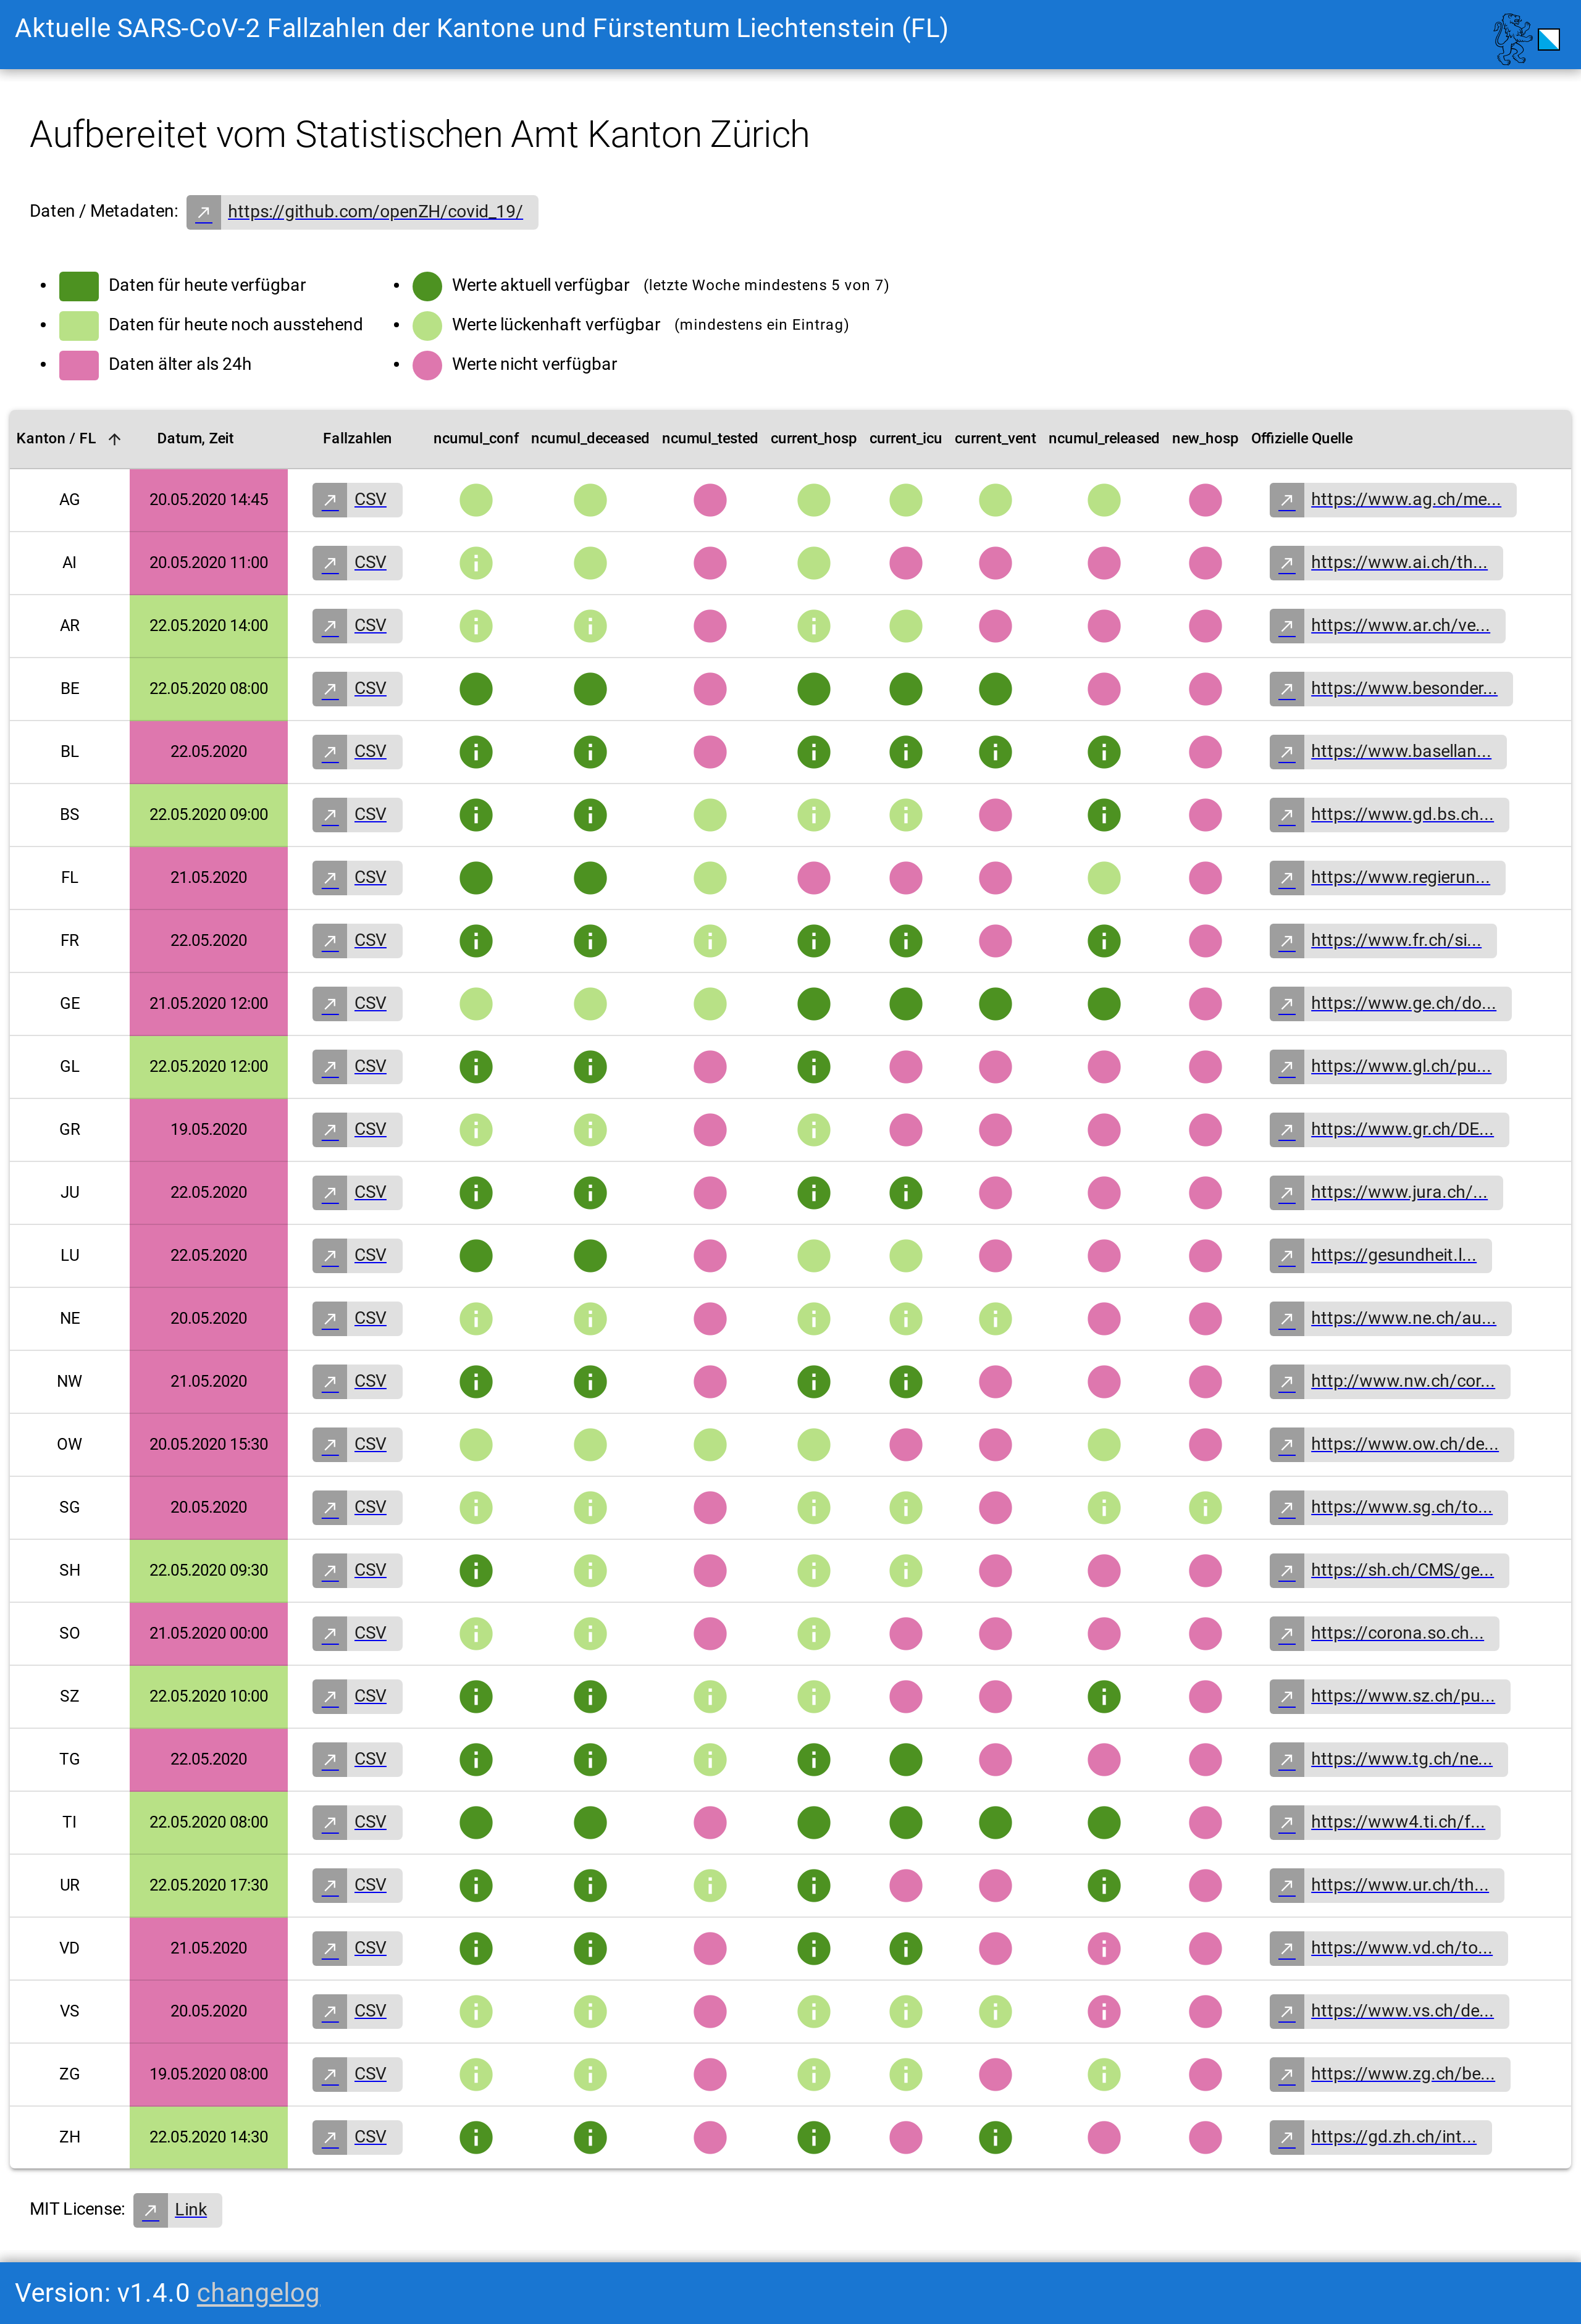 Aktuelle SARS-CoV-2 Fallzahlen der Kantone und Fürstentum Liechtenstein (FL)
Aufbereitet vom Statistischen Amt Kanton Zürich
Daten / Metadaten: https://github.com/openZH/covid_19/
Daten für heute verfügbar
Daten für heute noch ausstehend
Daten älter als 24h
Werte aktuell verfügbar (letzte Woche mindestens 5 von 7)
Werte lückenhaft verfügbar (mindestens ein Eintrag)
Werte nicht verfügbar
Kanton / FL Datum, Zeit Fallzahlen ncumul_conf ncumul_deceased ncumul_tested current_hosp current_icu current_vent ncumul_released new_hosp Offizielle Quelle
AG 20.05.2020 14:45 CSV https://www.ag.ch/me...
AI 20.05.2020 11:00 CSV https://www.ai.ch/th...
AR 22.05.2020 14:00 CSV https://www.ar.ch/ve...
BE 22.05.2020 08:00 CSV https://www.besonder...
BL 22.05.2020 CSV https://www.basellan...
BS 22.05.2020 09:00 CSV https://www.gd.bs.ch...
FL 21.05.2020 CSV https://www.regierun...
FR 22.05.2020 CSV https://www.fr.ch/si...
GE 21.05.2020 12:00 CSV https://www.ge.ch/do...
GL 22.05.2020 12:00 CSV https://www.gl.ch/pu...
GR 19.05.2020 CSV https://www.gr.ch/DE...
JU 22.05.2020 CSV https://www.jura.ch/...
LU 22.05.2020 CSV https://gesundheit.l...
NE 20.05.2020 CSV https://www.ne.ch/au...
NW 21.05.2020 CSV http://www.nw.ch/cor...
OW 20.05.2020 15:30 CSV https://www.ow.ch/de...
SG 20.05.2020 CSV https://www.sg.ch/to...
SH 22.05.2020 09:30 CSV https://sh.ch/CMS/ge...
SO 21.05.2020 00:00 CSV https://corona.so.ch...
SZ 22.05.2020 10:00 CSV https://www.sz.ch/pu...
TG 22.05.2020 CSV https://www.tg.ch/ne...
TI 22.05.2020 08:00 CSV https://www4.ti.ch/f...
UR 22.05.2020 17:30 CSV https://www.ur.ch/th...
VD 21.05.2020 CSV https://www.vd.ch/to...
VS 20.05.2020 CSV https://www.vs.ch/de...
ZG 19.05.2020 08:00 CSV https://www.zg.ch/be...
ZH 22.05.2020 14:30 CSV https://gd.zh.ch/int...
MIT License: Link
Version: v1.4.0 changelog